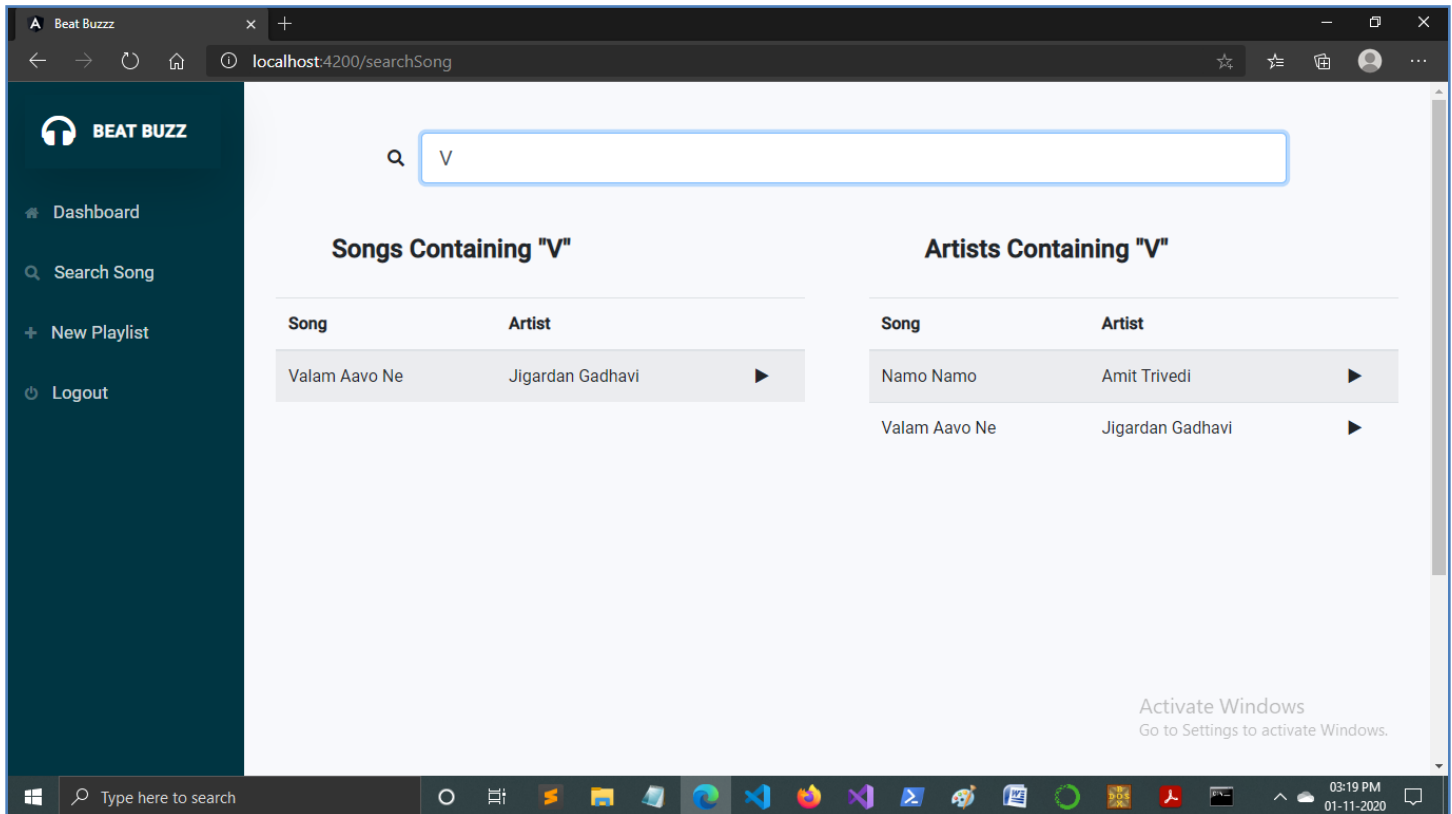 Beat Buzzz
localhost:4200/searchSong
BEAT BUZZ
Dashboard
Search Song
New Playlist
Logout
V
Songs Containing "V"
Song Artist
Valam Aavo Ne Jigardan Gadhavi
Artists Containing "V"
Song Artist
Namo Namo Amit Trivedi
Valam Aavo Ne Jigardan Gadhavi
Activate Windows
Go to Settings to activate Windows.
Type here to search
03:19 PM
01-11-2020